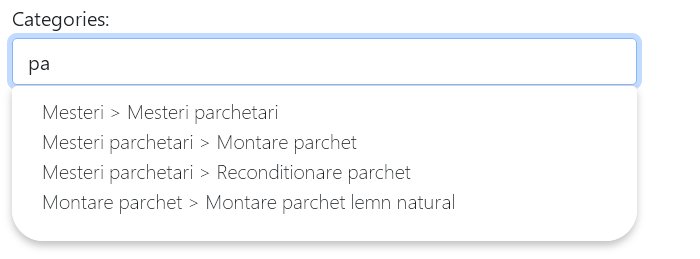 Categories:
pa
Mesteri > Mesteri parchetari
Mesteri parchetari > Montare parchet
Mesteri parchetari > Reconditionare parchet
Montare parchet > Montare parchet lemn natural